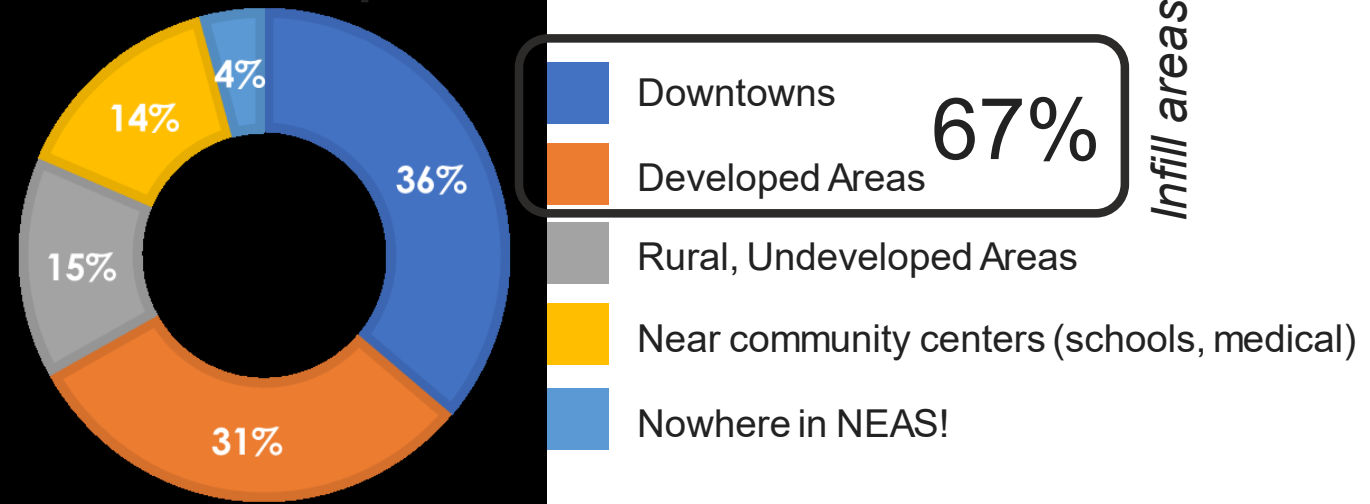 4%
14%
36%
15%
31%
Downtowns
67%
Developed Areas
Infill areas
Rural, Undeveloped Areas
Near community centers (schools, medical)
Nowhere in NEAS!